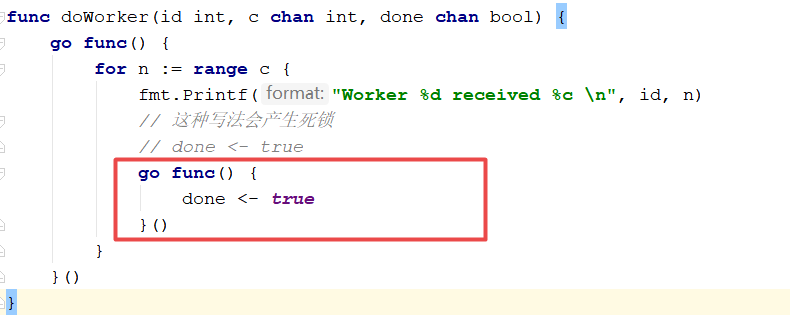 func doWorker(id int, c chan int, done chan bool) {
    go func() {
        for n := range c {
            fmt.Printf( format: "Worker %d received %c \n", id, n)
            // 这种写法会产生死锁
            // done <- true
            go func() {
                done <- true
            }()
        }
    }()
}